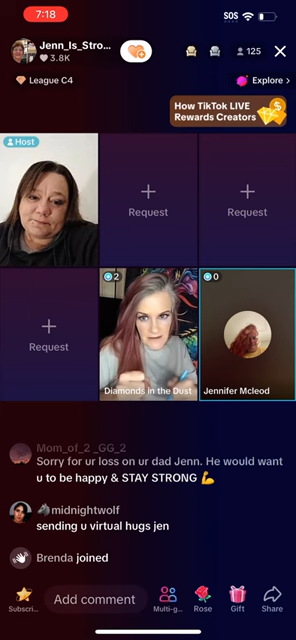 7:18
SOS
Jenn_Is_Stro...
3.8K
125
League C4
Explore >
How TikTok LIVE
Rewards Creators
Host
+
Request
+
Request
+
Request
2
Diamonds in the Dust
0
Jennifer Mcleod
Mom_of_2 _GG_2
Sorry for ur loss on ur dad Jenn. He would want
u to be happy & STAY STRONG 💪
🐴midnightwolf
sending u virtual hugs jen
Brenda joined
Subscri...
Add comment
Multi-g...
Rose
Gift
Share